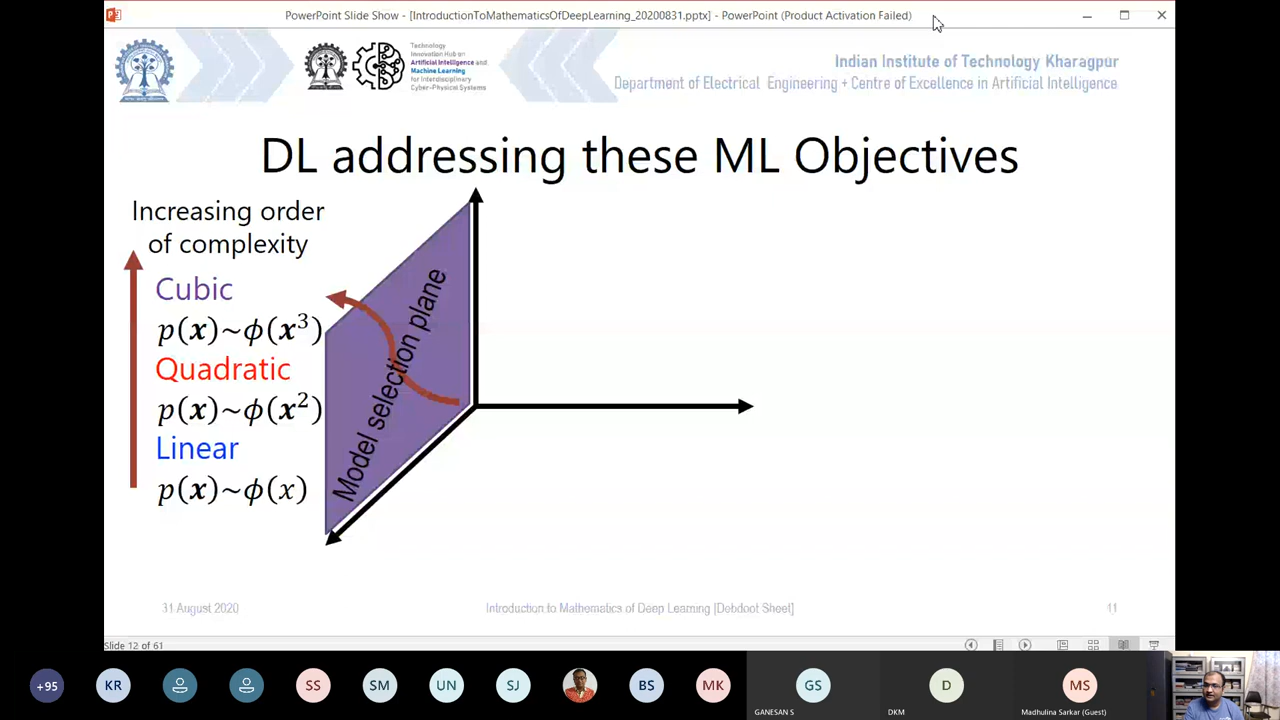 PowerPoint Slide Show - [IntroductionToMathematicsOfDeepLearning_20200831.pptx] - PowerPoint (Product Activation Failed)
Technology
Innovation Hub on
Artificial Intelligence and
Machine Learning
for Interdisciplinary
Cyber-Physical Systems
Indian Institute of Technology Kharagpur
Department of Electrical Engineering + Centre of Excellence in Artificial Intelligence
DL addressing these ML Objectives
Increasing order
of complexity
Cubic
p(x)~ϕ(x³)
Quadratic
p(x)~ϕ(x²)
Linear
p(x)~ϕ(x)
Model selection plane
31 August 2020
Introduction to Mathematics of Deep Learning [Debdoot Sheet]
11
Slide 12 of 61
+95
KR
SS
SM
UN
SJ
BS
MK
GS
GANESAN S
D
DKM
MS
Madhulina Sarkar (Guest)